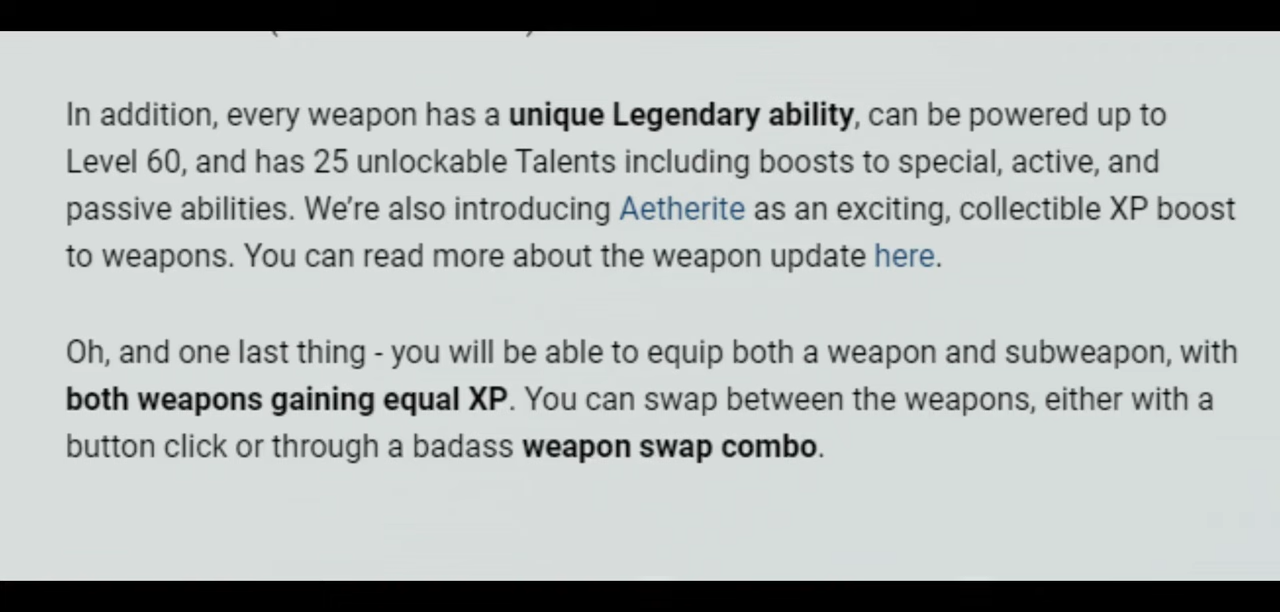 In addition, every weapon has a unique Legendary ability, can be powered up to
Level 60, and has 25 unlockable Talents including boosts to special, active, and
passive abilities. We’re also introducing Aetherite as an exciting, collectible XP boost
to weapons. You can read more about the weapon update here.
Oh, and one last thing - you will be able to equip both a weapon and subweapon, with
both weapons gaining equal XP. You can swap between the weapons, either with a
button click or through a badass weapon swap combo.